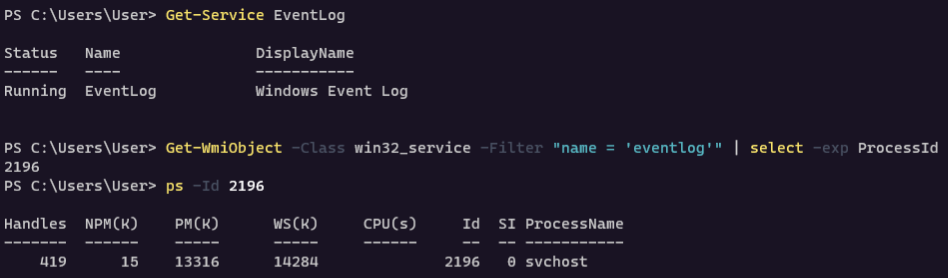 PS C:\Users\User> Get-Service EventLog
Status   Name               DisplayName
------   ----               -----------
Running  EventLog           Windows Event Log
PS C:\Users\User> Get-WmiObject -Class win32_service -Filter "name = 'eventlog'" | select -exp ProcessId
2196
PS C:\Users\User> ps -Id 2196
Handles  NPM(K)    PM(K)      WS(K)     CPU(s)     Id  SI ProcessName
-------  ------    -----      -----     ------     --  -- -----------
    419      15    13316      14284              2196   0 svchost